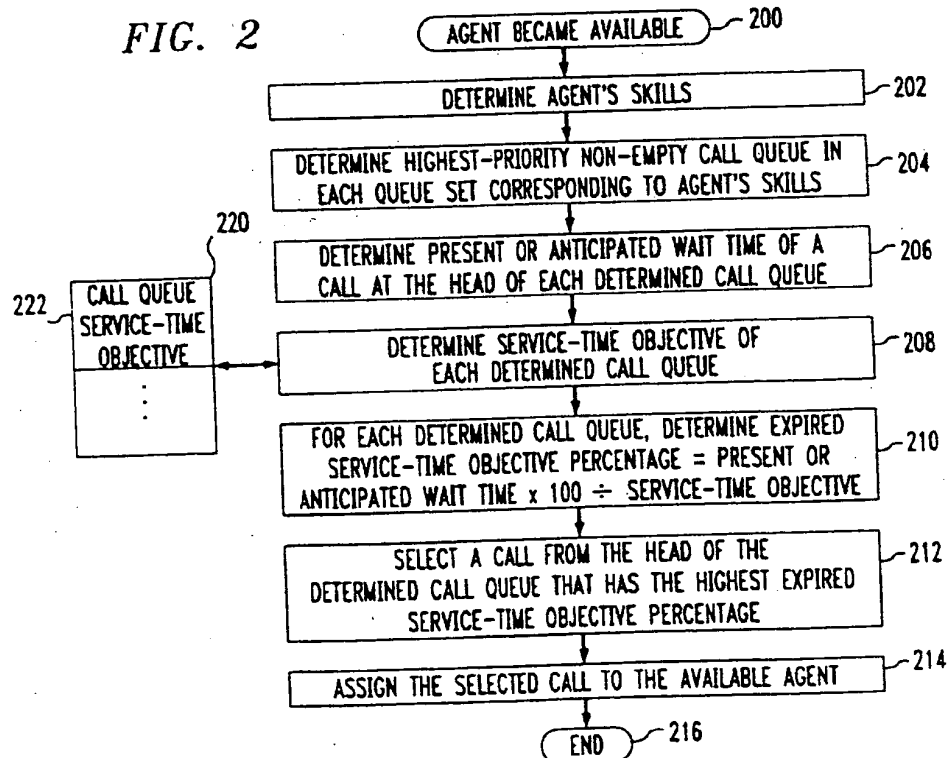 FIG. 2
AGENT BECAME AVAILABLE
200
DETERMINE AGENT'S SKILLS
202
DETERMINE HIGHEST-PRIORITY NON-EMPTY CALL QUEUE IN
EACH QUEUE SET CORRESPONDING TO AGENT'S SKILLS
204
DETERMINE PRESENT OR ANTICIPATED WAIT TIME OF A
CALL AT THE HEAD OF EACH DETERMINED CALL QUEUE
206
220
222
CALL QUEUE
SERVICE-TIME
OBJECTIVE
DETERMINE SERVICE-TIME OBJECTIVE OF
EACH DETERMINED CALL QUEUE
208
FOR EACH DETERMINED CALL QUEUE, DETERMINE EXPIRED
SERVICE-TIME OBJECTIVE PERCENTAGE = PRESENT OR
ANTICIPATED WAIT TIME x 100 ÷ SERVICE-TIME OBJECTIVE
210
SELECT A CALL FROM THE HEAD OF THE
DETERMINED CALL QUEUE THAT HAS THE HIGHEST EXPIRED
SERVICE-TIME OBJECTIVE PERCENTAGE
212
ASSIGN THE SELECTED CALL TO THE AVAILABLE AGENT
214
END
216